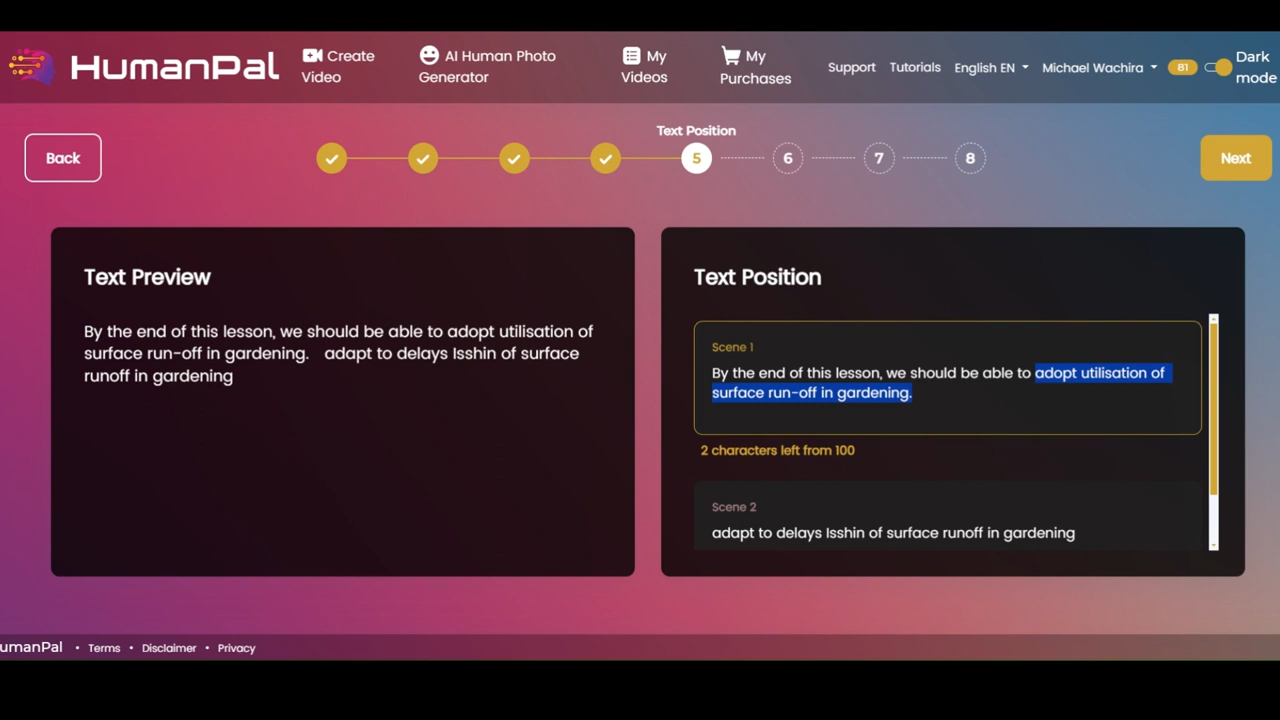 HumanPal
Create
Video
AI Human Photo
Generator
My
Videos
My
Purchases
Support
Tutorials
English EN
Michael Wachira
81
Dark
mode
Back
Text Position
5
6
7
8
Next
Text Preview
By the end of this lesson, we should be able to adopt utilisation of
surface run-off in gardening. adapt to delays Isshin of surface
runoff in gardening
Text Position
Scene 1
By the end of this lesson, we should be able to adopt utilisation of
surface run-off in gardening.
2 characters left from 100
Scene 2
adapt to delays Isshin of surface runoff in gardening
umanPal • Terms • Disclaimer • Privacy